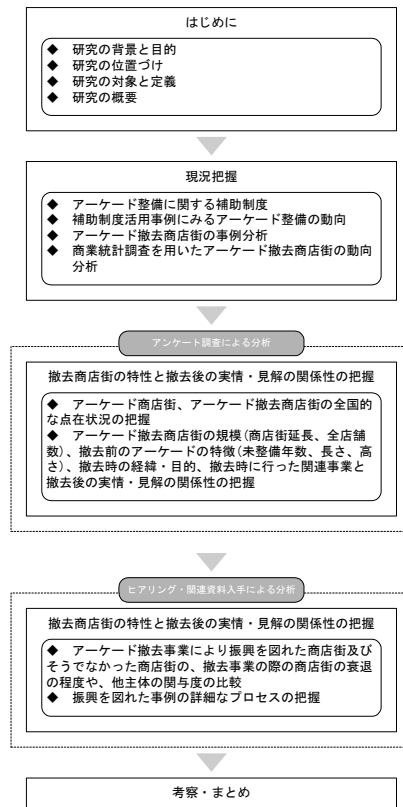 はじめに
◆ 研究の背景と目的
◆ 研究の位置づけ
◆ 研究の対象と定義
◆ 研究の概要
現況把握
◆ アーケード整備に関する補助制度
◆ 補助制度活用事例にみるアーケード整備の動向
◆ アーケード撤去商店街の事例分析
◆ 商業統計調査を用いたアーケード撤去商店街の動向
分析
アンケート調査による分析
撤去商店街の特性と撤去後の実情・見解の関係性の把握
◆ アーケード商店街、アーケード撤去商店街の全国的
な点在状況の把握
◆ アーケード撤去商店街の規模(商店街延長、全店舗
数)、撤去前のアーケードの特徴(未整備年数、長さ、高
さ)、撤去時の経緯・目的、撤去時に行った関連事業と
撤去後の実情・見解の関係性の把握
ヒアリング・関連資料入手による分析
撤去商店街の特性と撤去後の実情・見解の関係性の把握
◆ アーケード撤去事業により振興を図れた商店街及び
そうでなかった商店街の、撤去事業の際の商店街の衰退
の程度や、他主体の関与度の比較
◆ 振興を図れた事例の詳細なプロセスの把握
考察・まとめ